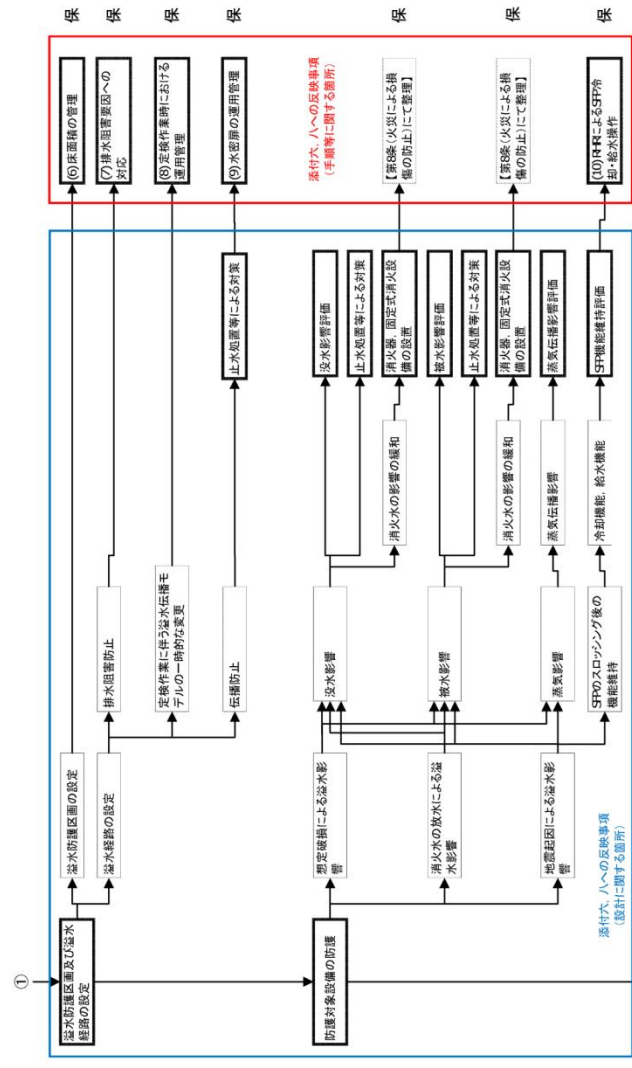 ①
溢水防護区画及び溢水
経路の設定
溢水防護区画の設定
(6)床面積の管理
保
溢水経路の設定
排水阻害防止
(7)排水阻害要因への
対応
保
定検作業に伴う溢水伝播モ
デルの一時的な変更
(8)定検作業時における
運用管理
保
伝播防止
止水処置等による対策
(9)水密扉の運用管理
保
添付六，八への反映事項
(手順等に関する箇所)
防護対象設備の防護
想定破損による溢水影
響
消火水の放水による溢
水影響
地震起因による溢水影
響
没水影響
没水影響評価
止水処置等による対策
消火水の影響の緩和
消火器，固定式消火設
備の設置
【第8条(火災による損
傷の防止)】にて整理
保
被水影響
被水影響評価
止水処置等による対策
消火水の影響の緩和
消火器，固定式消火設
備の設置
【第8条(火災による損
傷の防止)】にて整理
保
蒸気影響
蒸気伝播影響
蒸気伝播影響評価
SFPのスロッシング後の
機能維持
冷却機能，給水機能
SFP機能維持評価
(10)RHRによるSFP冷
却・給水操作
保
添付六，八への反映事項
(設計に関する箇所)